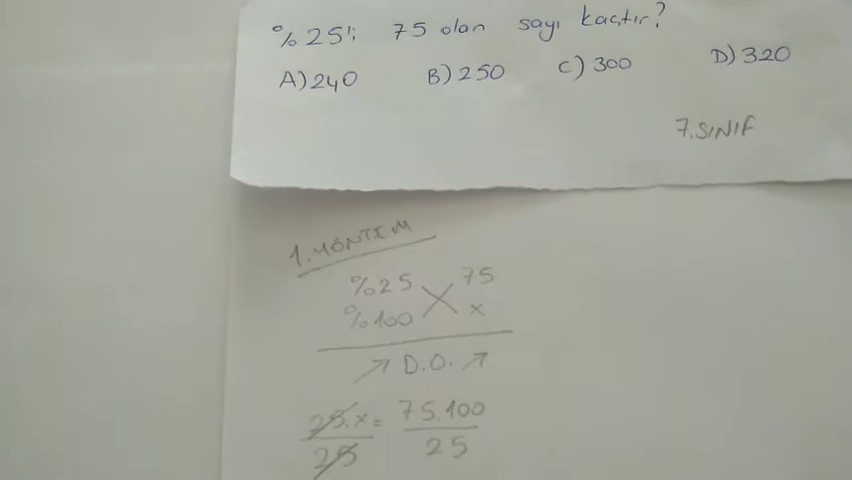 %25'i 75 olan sayı kaçtır?
A) 240 B) 250 C) 300 D) 320
7. SINIF
1. YÖNTEM
%25 75
%100 x
↗ D.O. ↗
25.x = 75.100
25 25